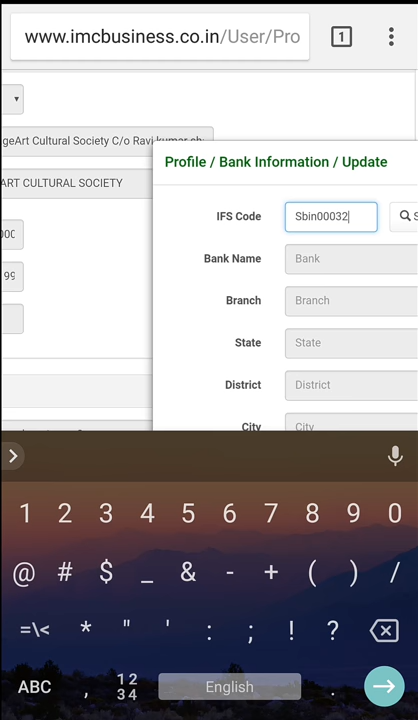 www.imcbusiness.co.in/User/Pro
1
geArt Cultural Society C/o Ravi kumar
ART CULTURAL SOCIETY
Profile / Bank Information / Update
IFS Code
Sbin00032
S
Bank Name
Bank
Branch
Branch
State
State
District
District
City
City
1 2 3 4 5 6 7 8 9 0
@ # $ _ & - + ( ) /
=\< * " ' : ; ! ?
ABC , 12 34 English .